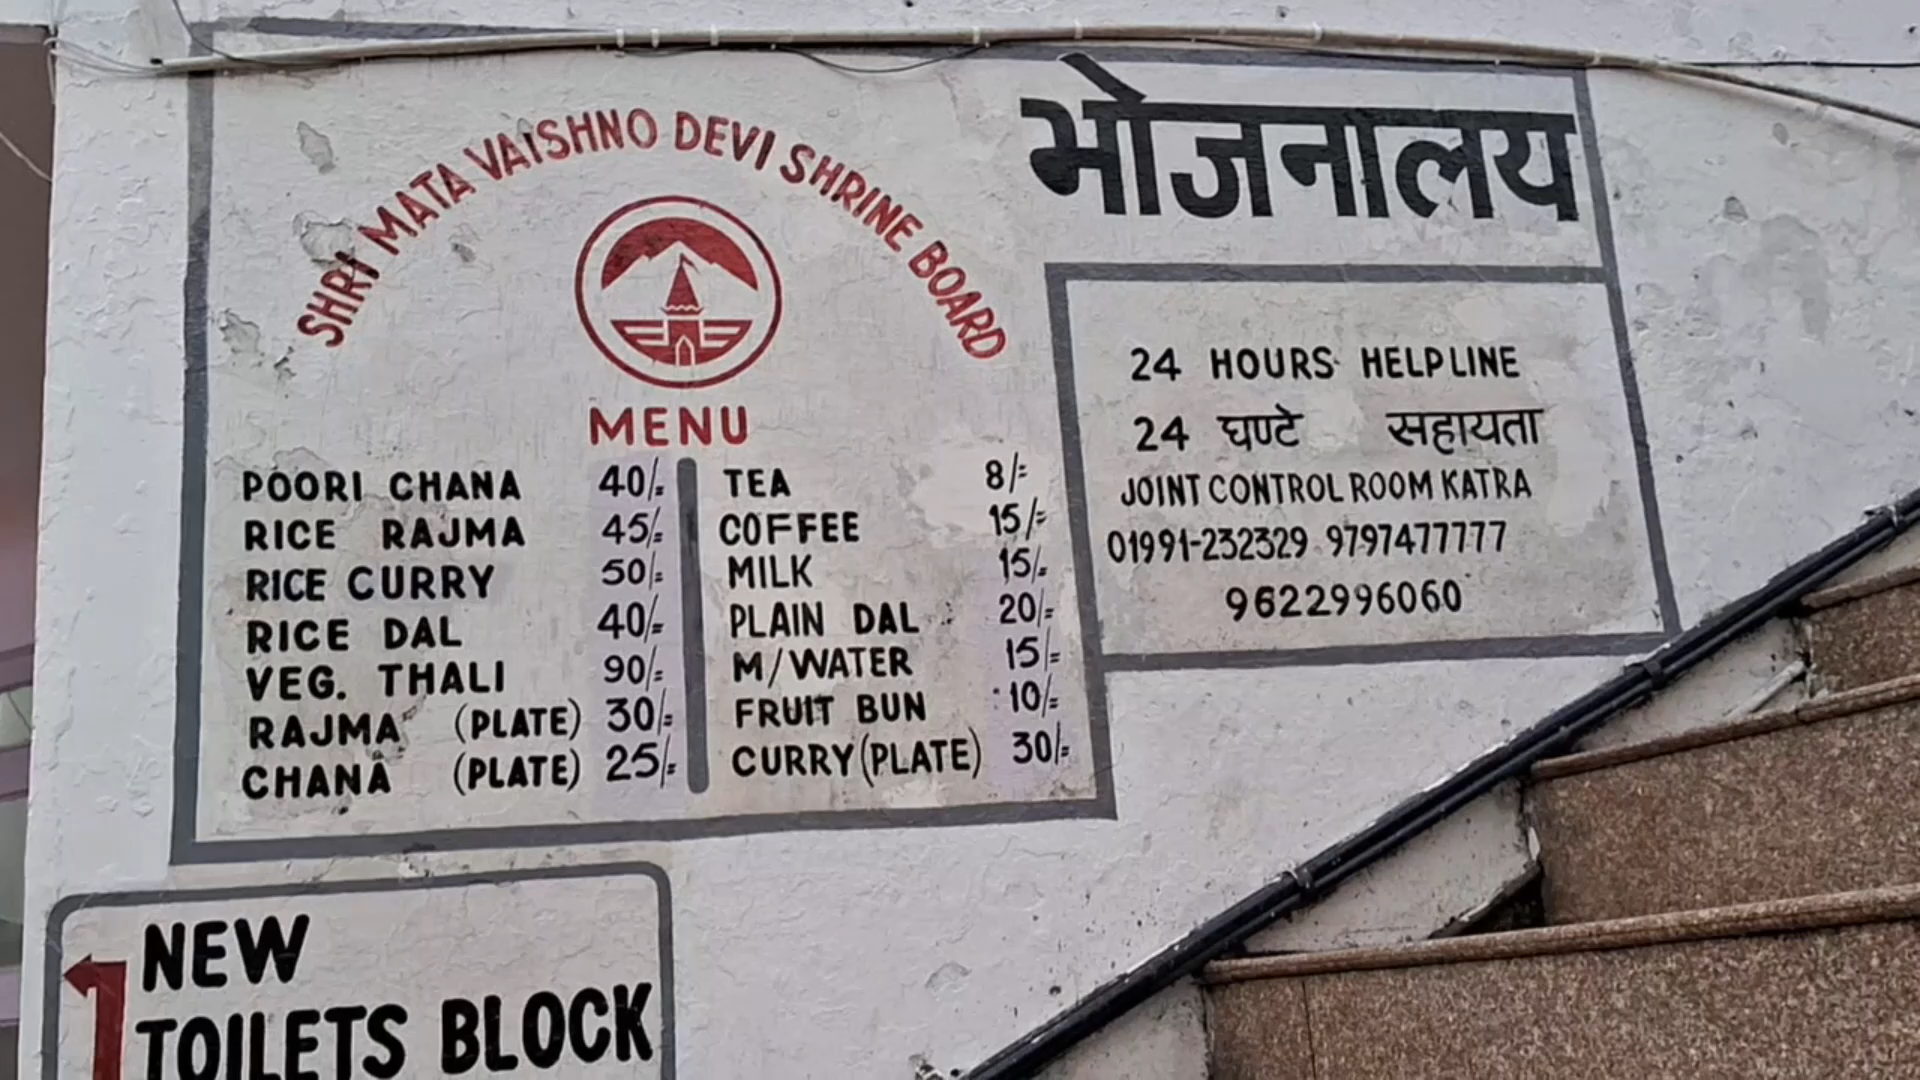 SHRI MATA VAISHNO DEVI SHRINE BOARD
भोजनालय
MENU
POORI CHANA 40/-
RICE RAJMA 45/-
RICE CURRY 50/-
RICE DAL 40/-
VEG. THALI 90/-
RAJMA (PLATE) 30/-
CHANA (PLATE) 25/-
TEA 8/-
COFFEE 15/-
MILK 15/-
PLAIN DAL 20/-
M/WATER 15/-
FRUIT BUN 10/-
CURRY (PLATE) 30/-
24 HOURS HELPLINE
24 घण्टे सहायता
JOINT CONTROL ROOM KATRA
01991-232329 9797477777
9622996060
NEW
TOILETS BLOCK